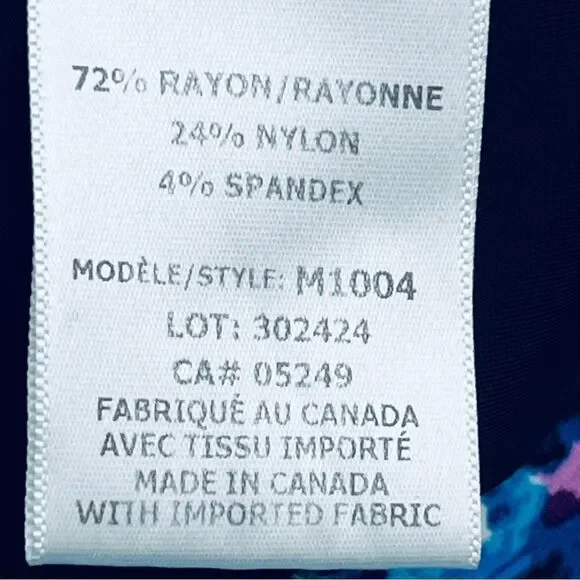 72% RAYON/RAYONNE
24% NYLON
4% SPANDEX
MODÈLE/STYLE: M1004
LOT: 302424
CA# 05249
FABRIQUÉ AU CANADA
AVEC TISSU IMPORTÉ
MADE IN CANADA
WITH IMPORTED FABRIC